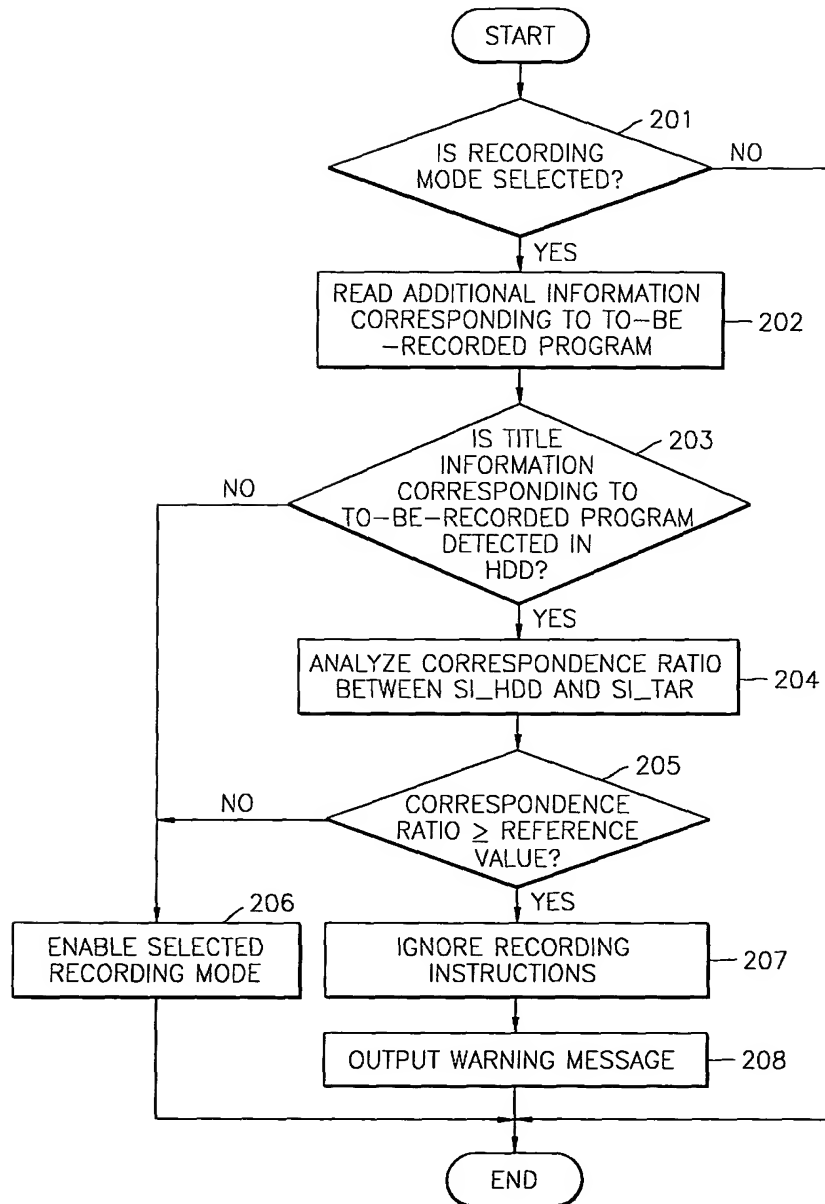 START
201
IS RECORDING
MODE SELECTED?
NO
YES
READ ADDITIONAL INFORMATION
CORRESPONDING TO TO-BE
-RECORDED PROGRAM
202
203
IS TITLE
INFORMATION
CORRESPONDING TO
TO-BE-RECORDED PROGRAM
DETECTED IN
HDD?
NO
YES
ANALYZE CORRESPONDENCE RATIO
BETWEEN SI_HDD AND SI_TAR
204
205
CORRESPONDENCE
RATIO ≥ REFERENCE
VALUE?
NO
YES
206
ENABLE SELECTED
RECORDING MODE
IGNORE RECORDING
INSTRUCTIONS
207
OUTPUT WARNING MESSAGE
208
END